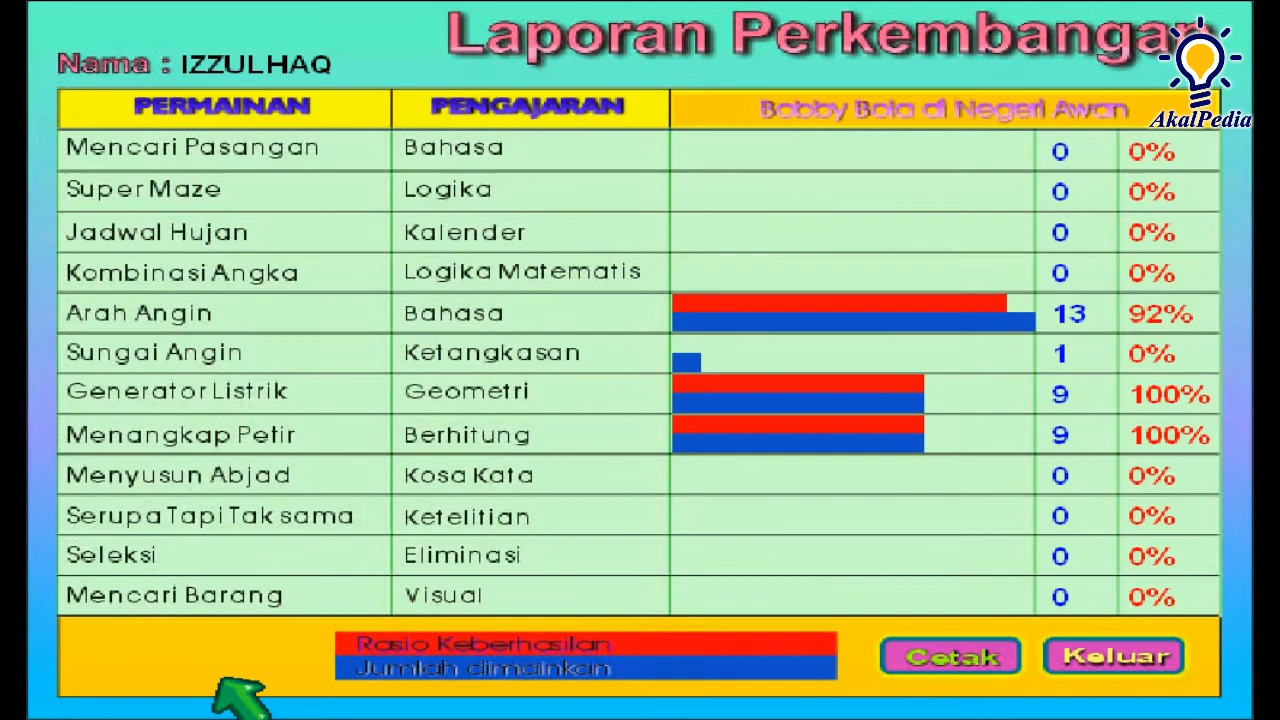 Laporan Perkembangan
Nama : IZZULHAQ
AkalPedia
PERMAINAN PENGAJARAN Bobby Bola di Negeri Awan
Mencari Pasangan Bahasa 0 0%
Super Maze Logika 0 0%
Jadwal Hujan Kalender 0 0%
Kombinasi Angka Logika Matematis 0 0%
Arah Angin Bahasa 13 92%
Sungai Angin Ketangkasan 1 0%
Generator Listrik Geometri 9 100%
Menangkap Petir Berhitung 9 100%
Menyusun Abjad Kosa Kata 0 0%
Serupa Tapi Tak sama Ketelitian 0 0%
Seleksi Eliminasi 0 0%
Mencari Barang Visual 0 0%
Rasio Keberhasilan
Jumlah dimainkan
Cetak Keluar